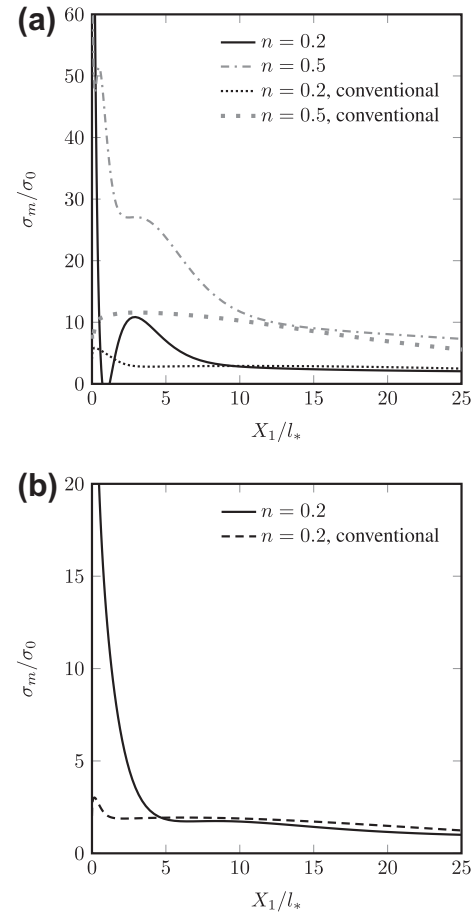 (a)
60
50
40
30
20
10
0
σₘ/σ₀
n = 0.2
n = 0.5
n = 0.2, conventional
n = 0.5, conventional
0 5 10 15 20 25
X₁/l∗
(b)
20
15
10
5
0
σₘ/σ₀
n = 0.2
n = 0.2, conventional
0 5 10 15 20 25
X₁/l∗